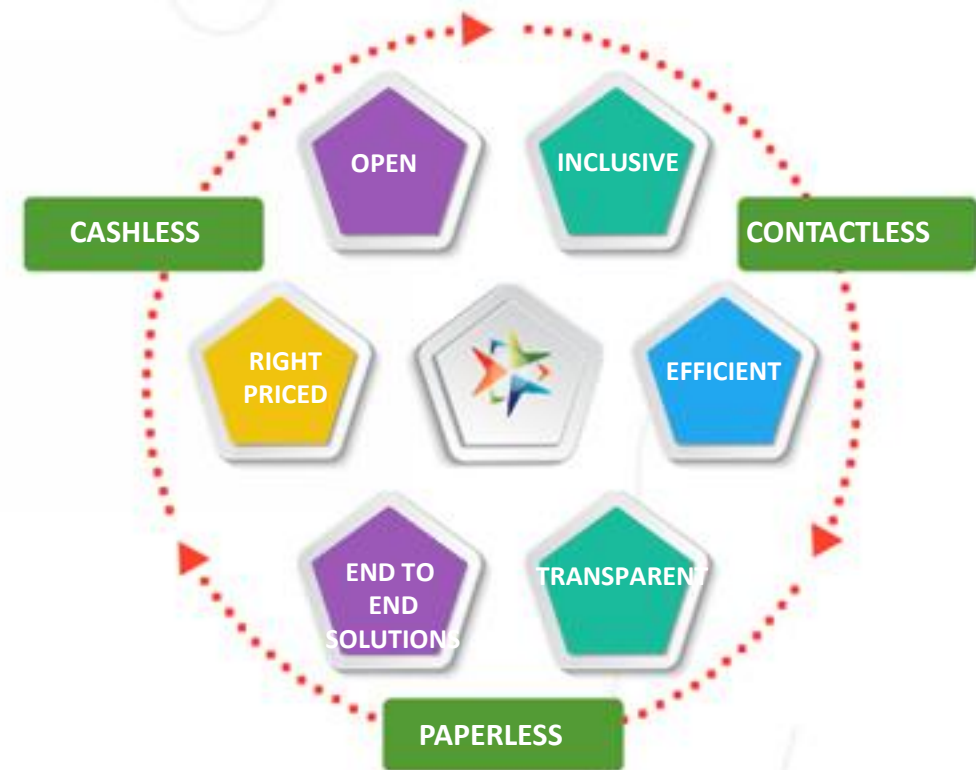 OPEN
INCLUSIVE
CASHLESS
CONTACTLESS
RIGHT
PRICED
EFFICIENT
END TO
END
SOLUTIONS
TRANSPARENT
PAPERLESS